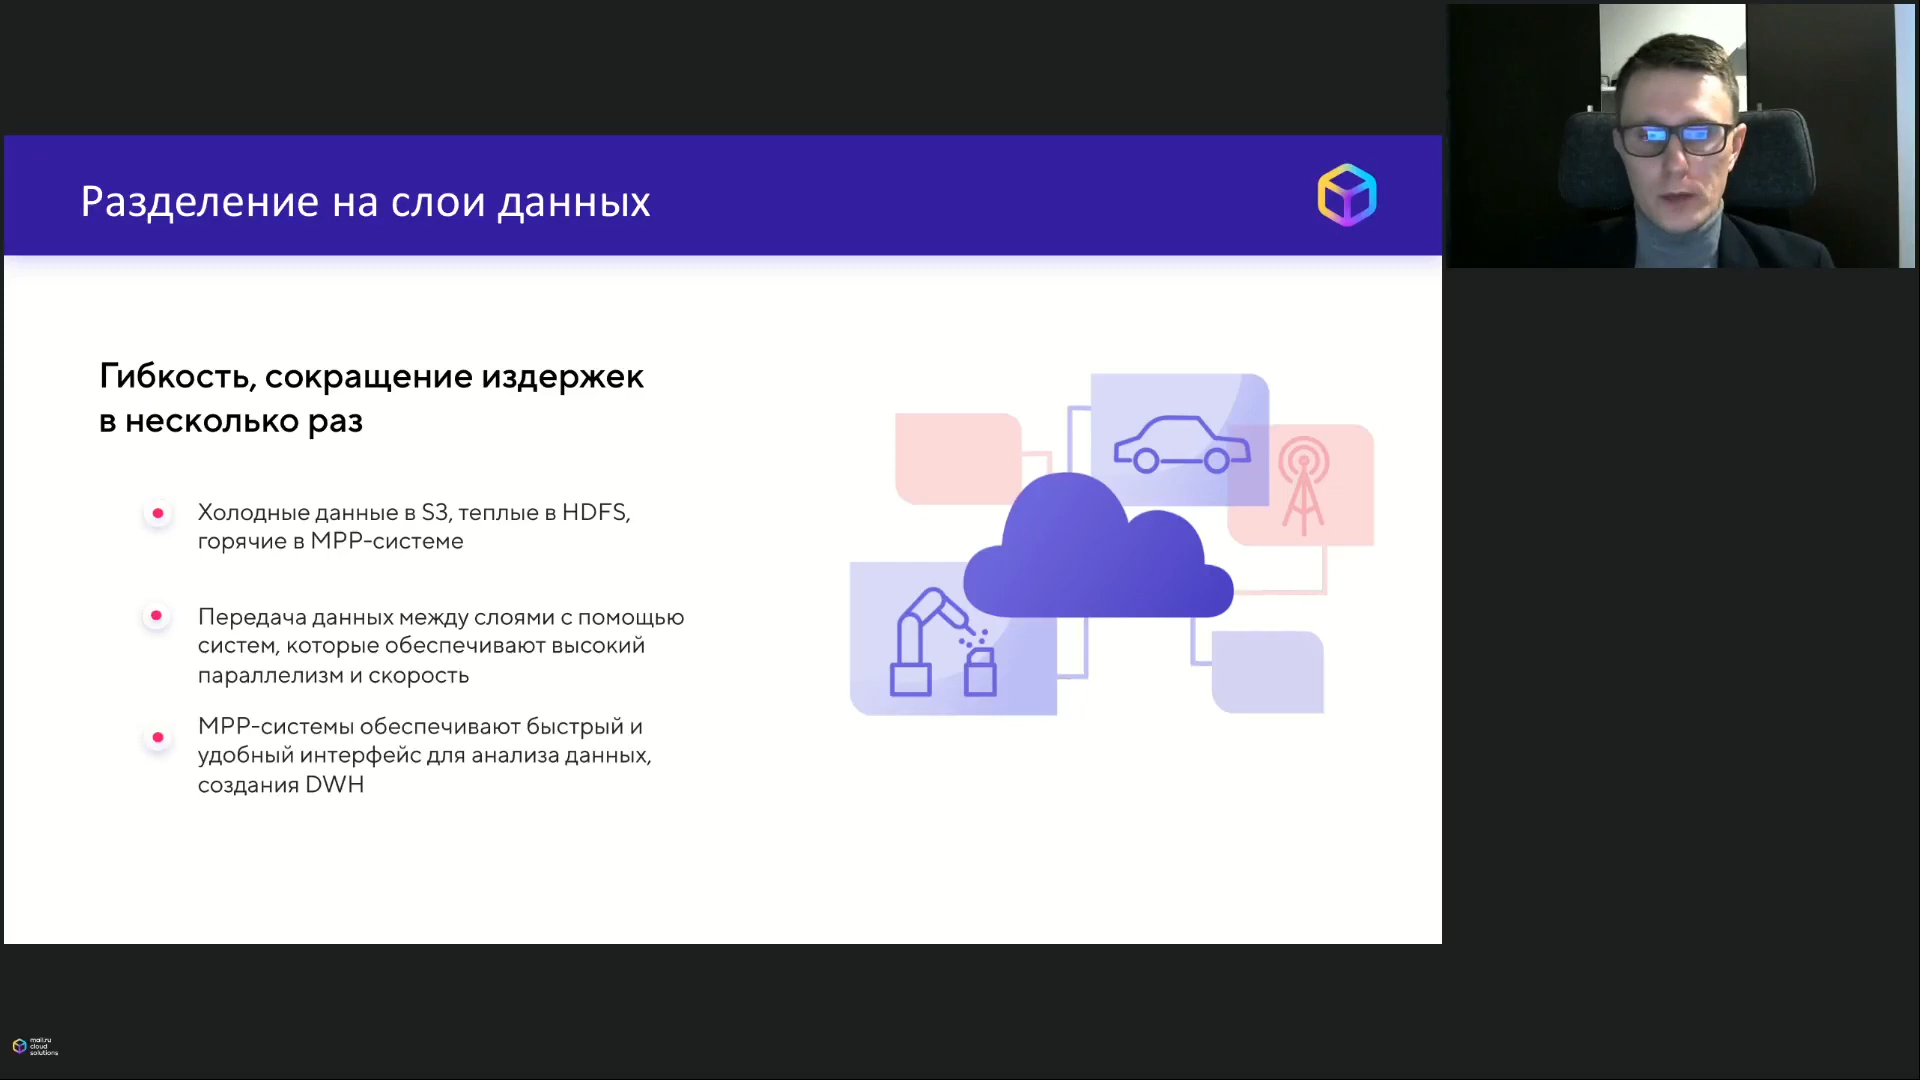 Разделение на слои данных
Гибкость, сокращение издержек
в несколько раз
Холодные данные в S3, теплые в HDFS,
горячие в MPP-системе
Передача данных между слоями с помощью
систем, которые обеспечивают высокий
параллелизм и скорость
MPP-системы обеспечивают быстрый и
удобный интерфейс для анализа данных,
создания DWH
mail.ru
cloud
solutions